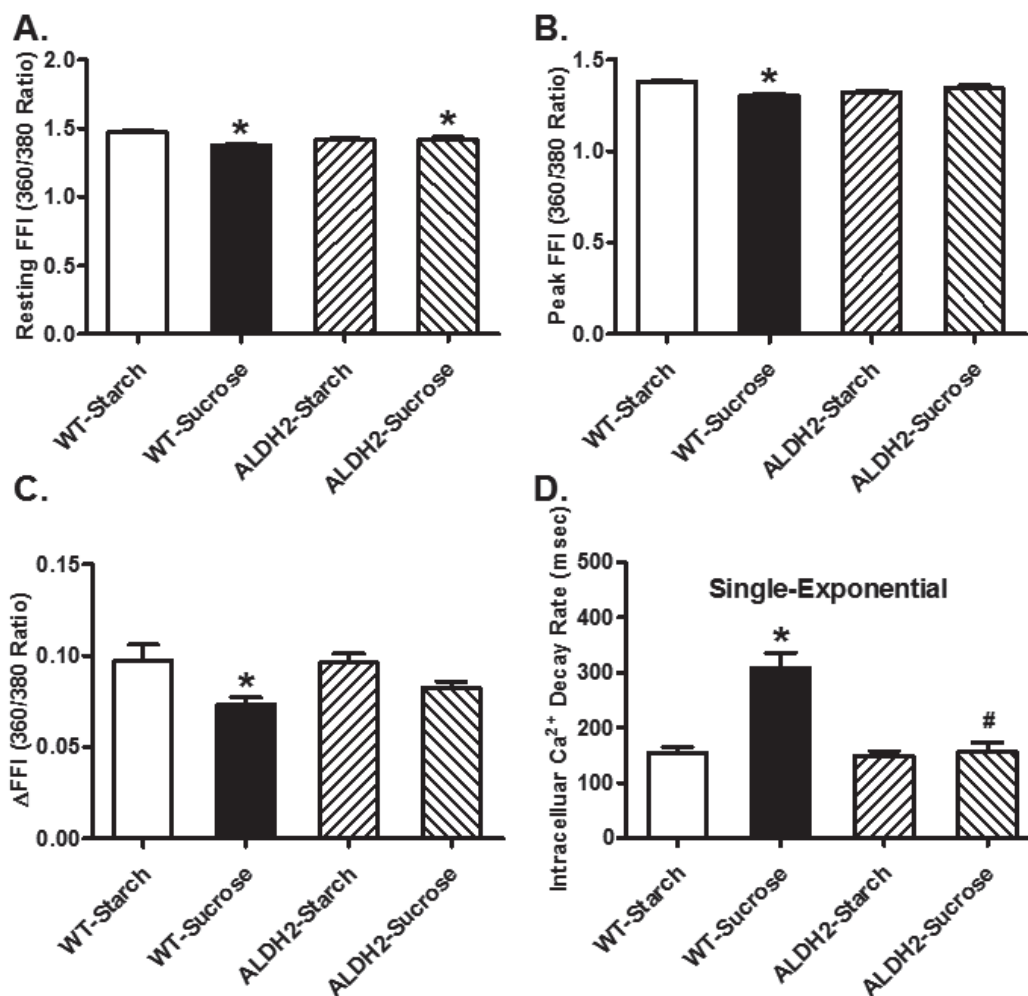 A.
Resting FFI (360/380 Ratio)
2.0
1.5
1.0
0.5
0.0
*
*
WT-Starch
WT-Sucrose
ALDH2-Starch
ALDH2-Sucrose
B.
Peak FFI (360/380 Ratio)
1.5
1.0
0.5
0.0
*
WT-Starch
WT-Sucrose
ALDH2-Starch
ALDH2-Sucrose
C.
ΔFFI (360/380 Ratio)
0.15
0.10
0.05
0.00
*
WT-Starch
WT-Sucrose
ALDH2-Starch
ALDH2-Sucrose
D.
Intracelluar Ca²⁺ Decay Rate (msec)
500
400
300
200
100
0
Single-Exponential
*
#
WT-Starch
WT-Sucrose
ALDH2-Starch
ALDH2-Sucrose